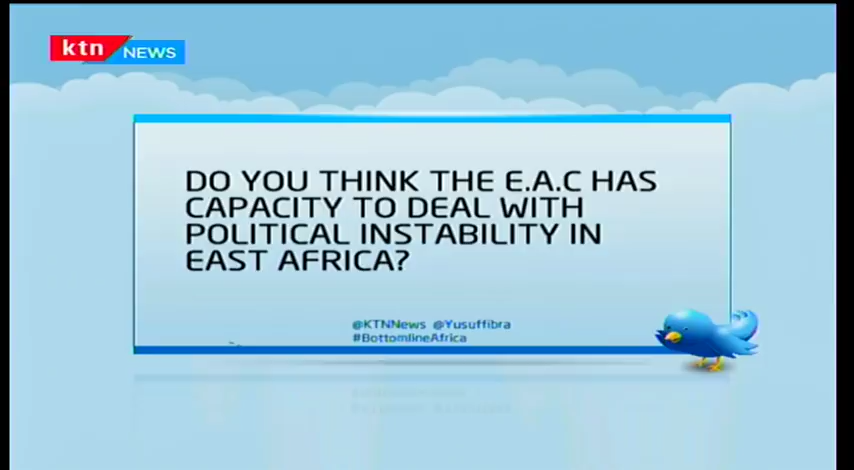 ktn NEWS
DO YOU THINK THE E.A.C HAS
CAPACITY TO DEAL WITH
POLITICAL INSTABILITY IN
EAST AFRICA?
@KTNNews @Yusuffibra
#BottomlineAfrica